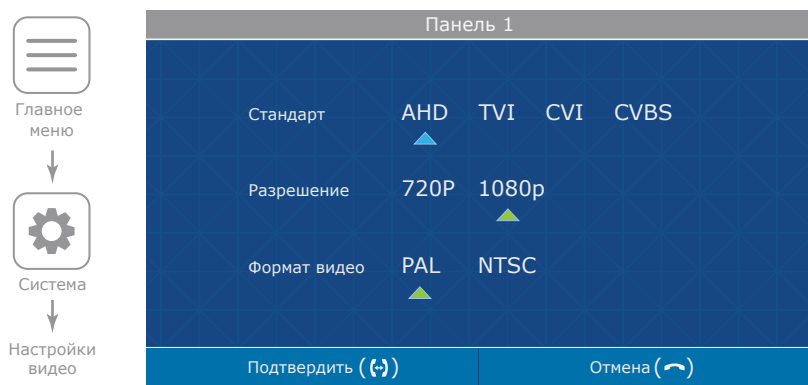 Панель 1
Главное
меню
Система
Настройки
видео
Стандарт AHD TVI CVI CVBS
Разрешение 720P 1080p
Формат видео PAL NTSC
Подтвердить ( ) Отмена ( )